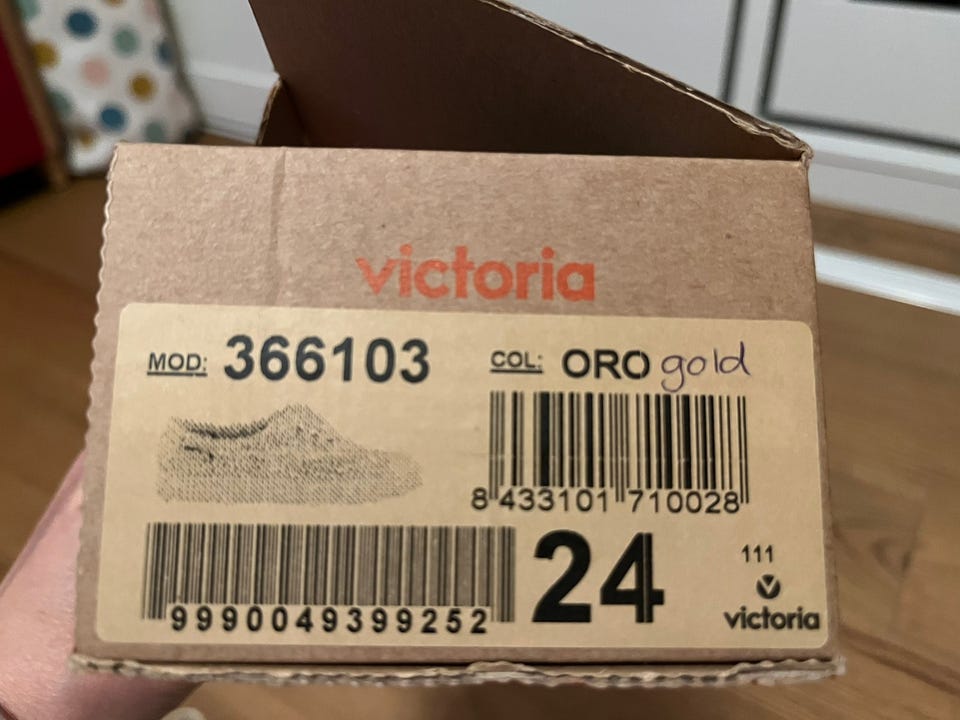 victoria
MOD: 366103
COL: ORO gold
8 433101 710028
9990049399252
24
111
victoria